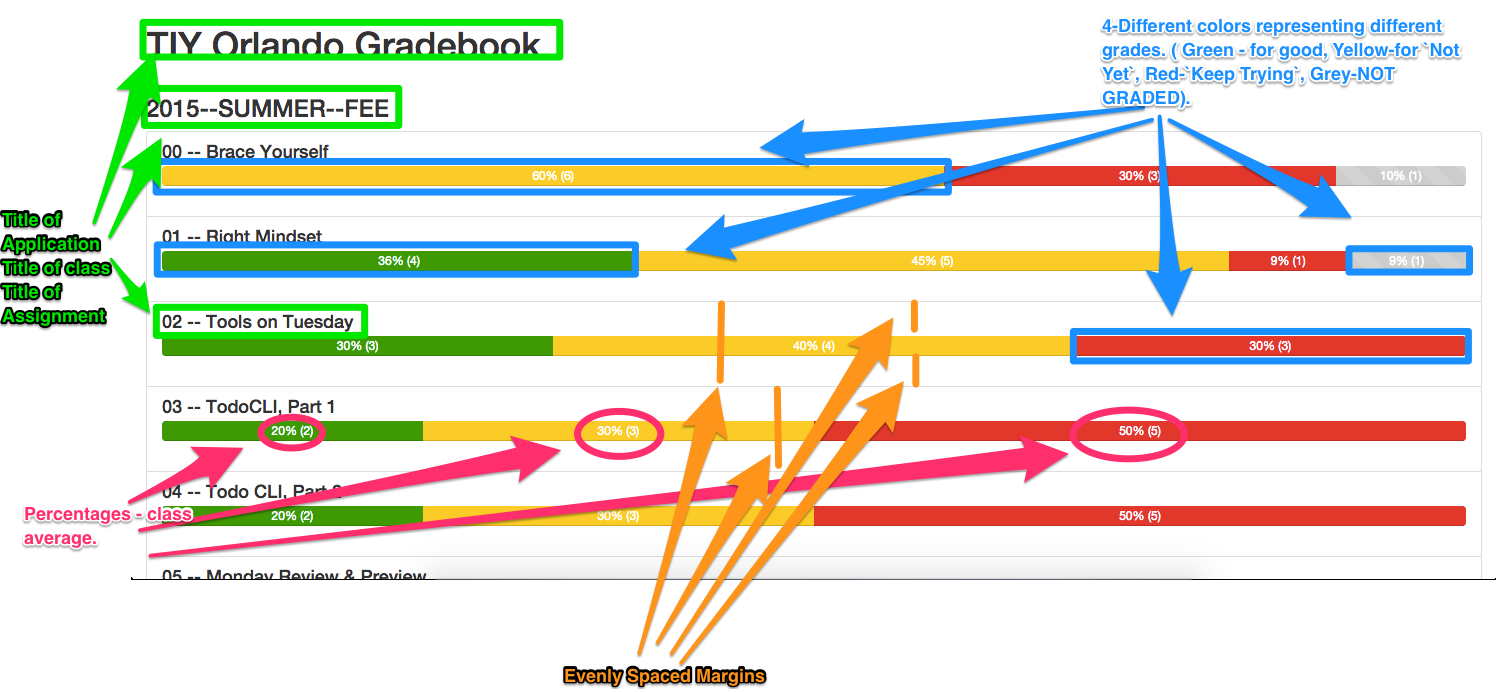 TIY Orlando Gradebook
4-Different colors representing different
grades. ( Green - for good, Yellow-for `Not
Yet`, Red-`Keep Trying`, Grey-NOT
GRADED).
2015--SUMMER--FEE
00 -- Brace Yourself
60% (6) 30% (3) 10% (1)
Title of
Application
Title of class
Title of
Assignment
01 -- Right Mindset
36% (4) 45% (5) 9% (1) 9% (1)
02 -- Tools on Tuesday
30% (3) 40% (4) 30% (3)
03 -- TodoCLI, Part 1
20% (2) 30% (3) 50% (5)
04 -- Todo CLI, Part
20% (2) 30% (3) 50% (5)
Percentages - class
average.
05 -- Monday Review & Preview
Evenly Spaced Margins